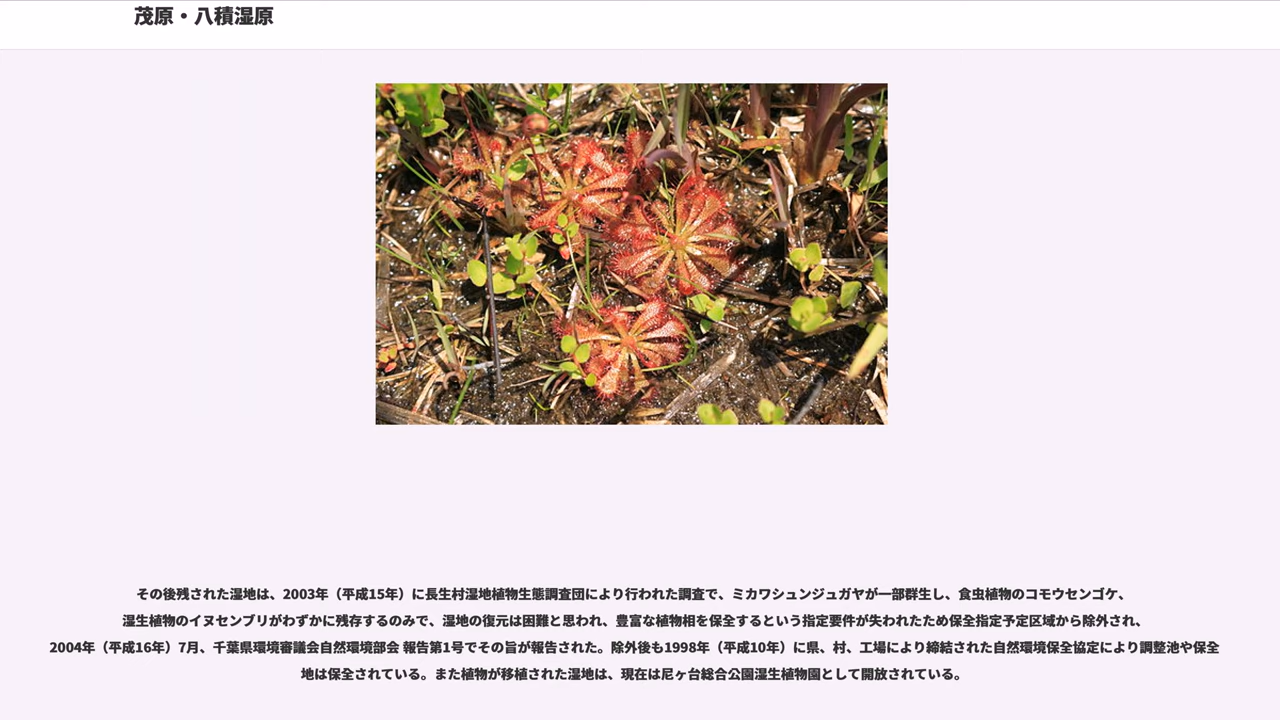 茂原・八積湿原
その後残された湿地は、2003年（平成15年）に長生村湿地植物生態調査団により行われた調査で、ミカワシュンジュガヤが一部群生し、食虫植物のコモウセンゴケ、
湿生植物のイヌセンブリがわずかに残存するのみで、湿地の復元は困難と思われ、豊富な植物相を保全するという指定要件が失われたため保全指定予定区域から除外され、
2004年（平成16年）7月、千葉県環境審議会自然環境部会 報告第1号でその旨が報告された。除外後も1998年（平成10年）に県、村、工場により締結された自然環境保全協定により調整池や保全
地は保全されている。また植物が移植された湿地は、現在は尼ヶ台総合公園湿生植物園として開放されている。